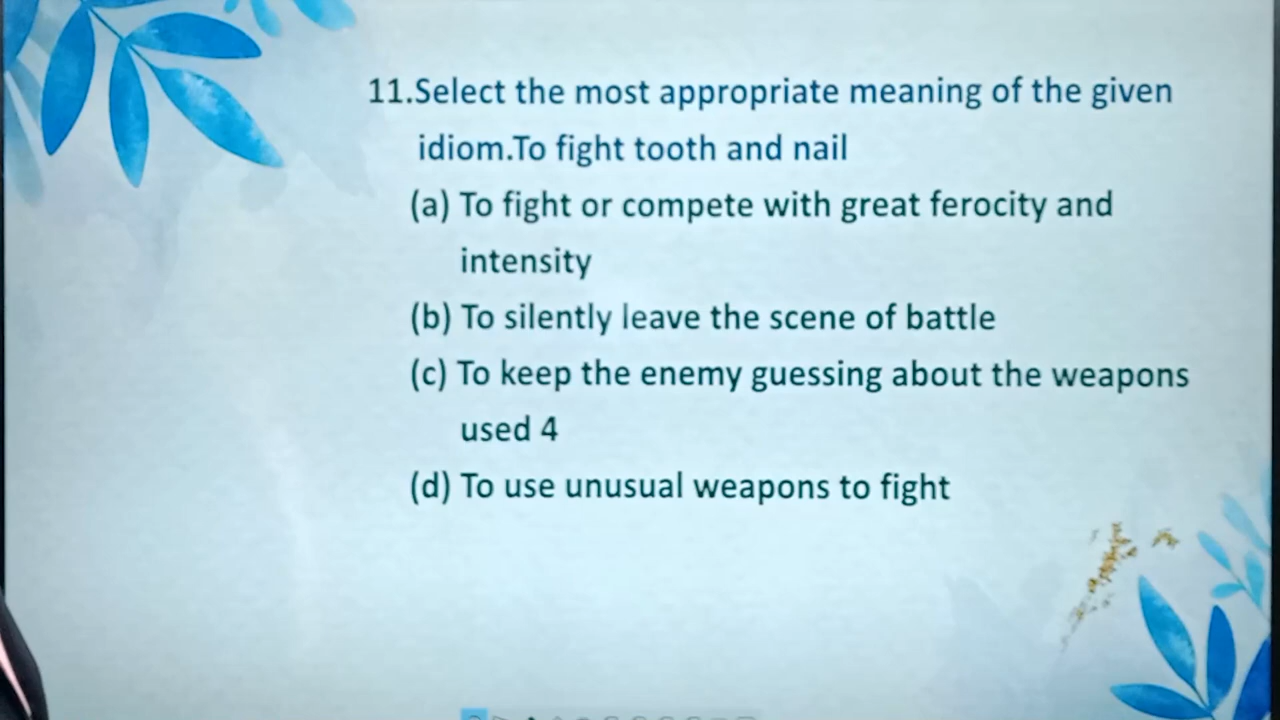 11.Select the most appropriate meaning of the given
idiom.To fight tooth and nail
(a) To fight or compete with great ferocity and
intensity
(b) To silently leave the scene of battle
(c) To keep the enemy guessing about the weapons
used 4
(d) To use unusual weapons to fight